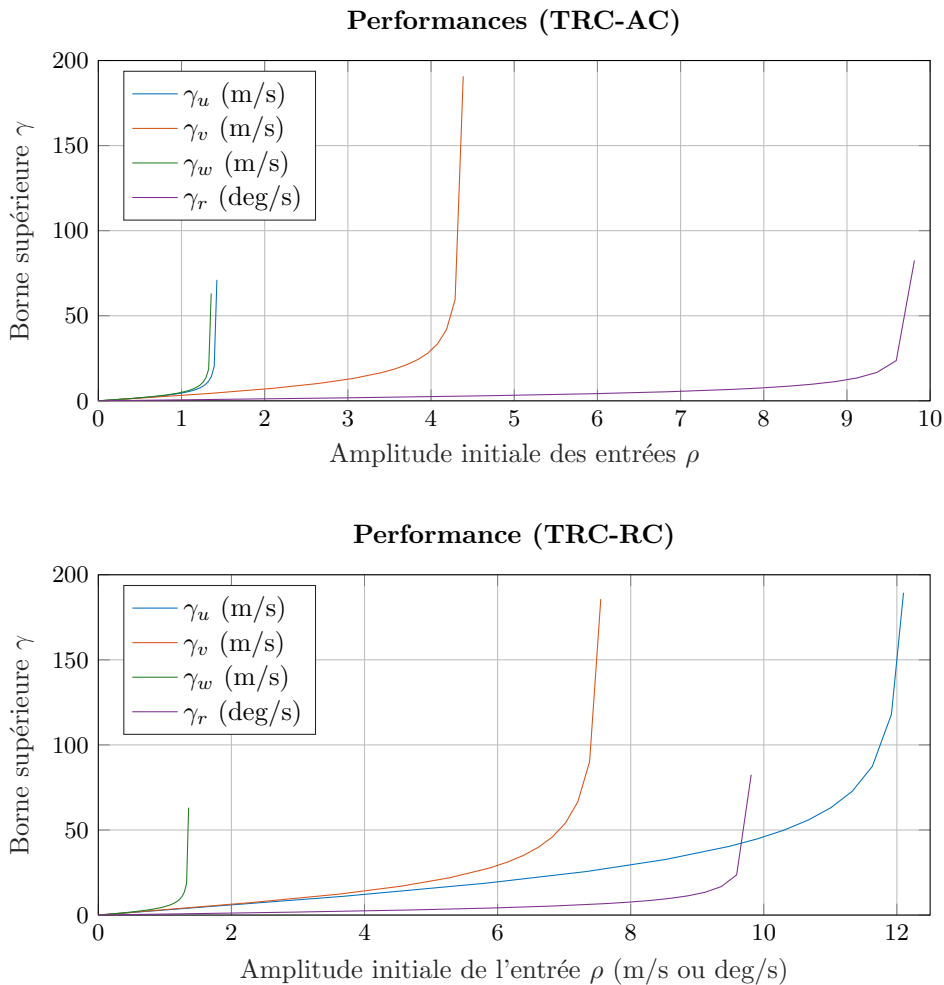 Performances (TRC-AC)
200
150
100
50
0
Borne supérieure γ
γu (m/s)
γv (m/s)
γw (m/s)
γr (deg/s)
0 1 2 3 4 5 6 7 8 9 10
Amplitude initiale des entrées ρ
Performance (TRC-RC)
200
150
100
50
0
Borne supérieure γ
γu (m/s)
γv (m/s)
γw (m/s)
γr (deg/s)
0 2 4 6 8 10 12
Amplitude initiale de l'entrée ρ (m/s ou deg/s)